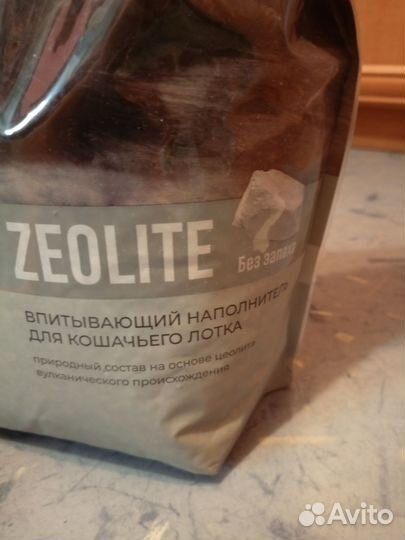 ZEOLITE
Без запаха
ВПИТЫВАЮЩИЙ НАПОЛНИТЕЛЬ
ДЛЯ КОШАЧЬЕГО ЛОТКА
природный состав на основе цеолита
вулканического происхождения
Avito